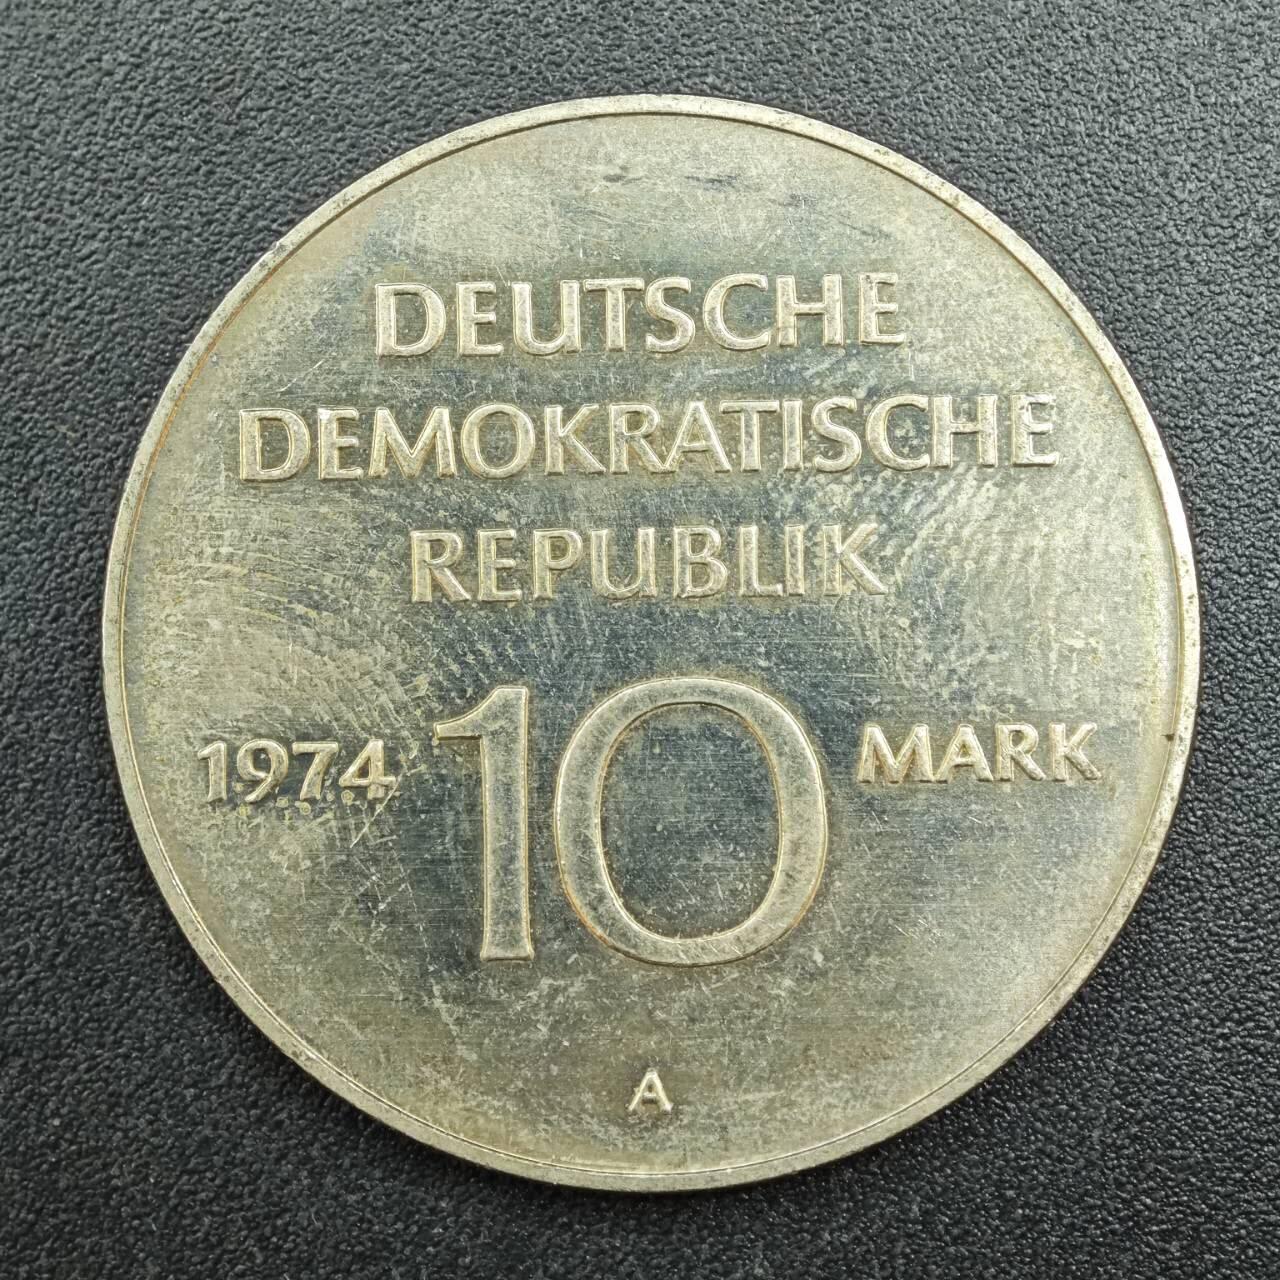 DEUTSCHE
DEMOKRATISCHE
REPUBLIK
1974 10 MARK
A